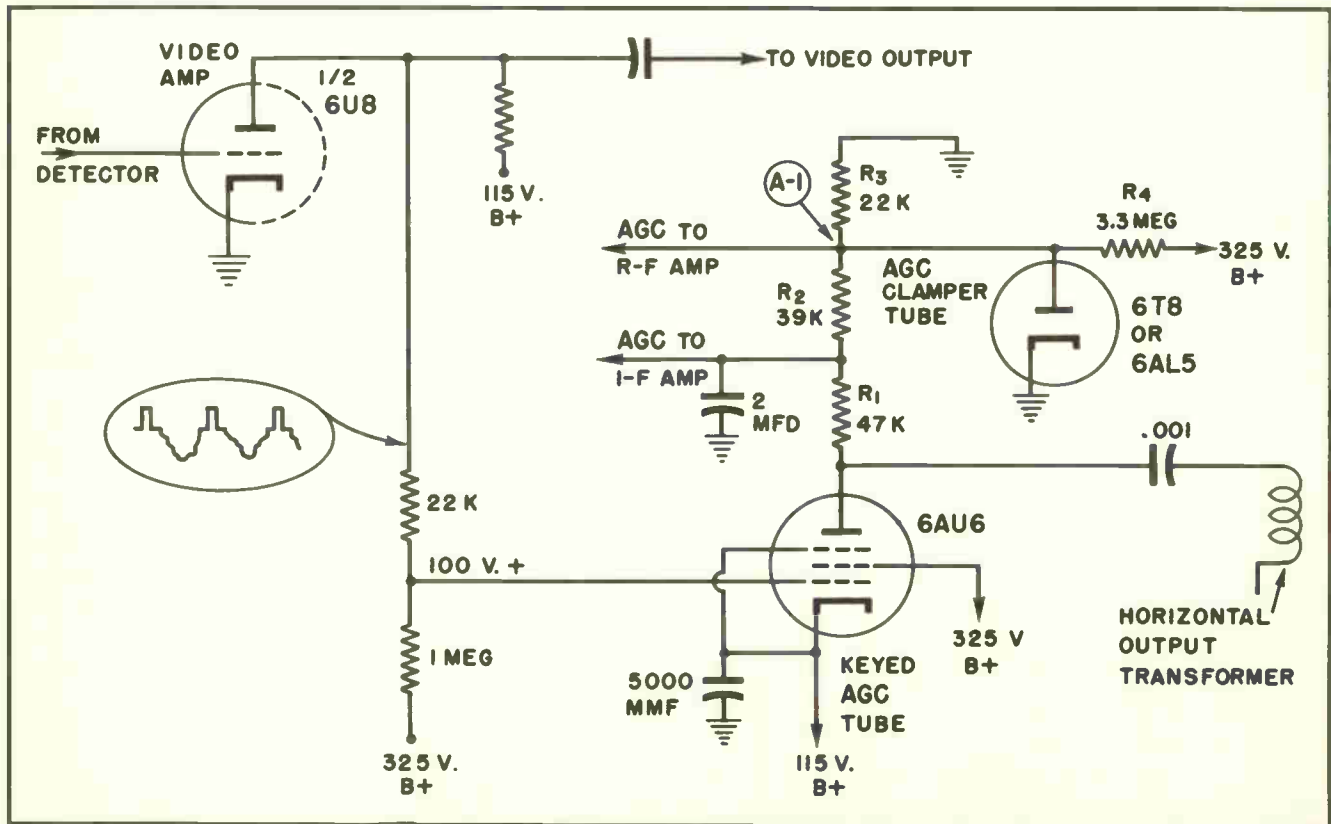 VIDEO
AMP
1/2
6U8
FROM
DETECTOR
TO VIDEO OUTPUT
115 V.
B+
A-1
R3
22 K
R4
3.3 MEG
AGC TO
R-F AMP
AGC
CLAMPER
TUBE
325 V.
B+
R2
39K
6T8
OR
6AL5
AGC TO
I-F AMP
2
MFD
R1
47K
.001
22 K
6AU6
100 V. +
325 V
B+
HORIZONTAL
OUTPUT
TRANSFORMER
1 MEG
5000
MMF
KEYED
AGC
TUBE
325 V.
B+
115 V.
B+